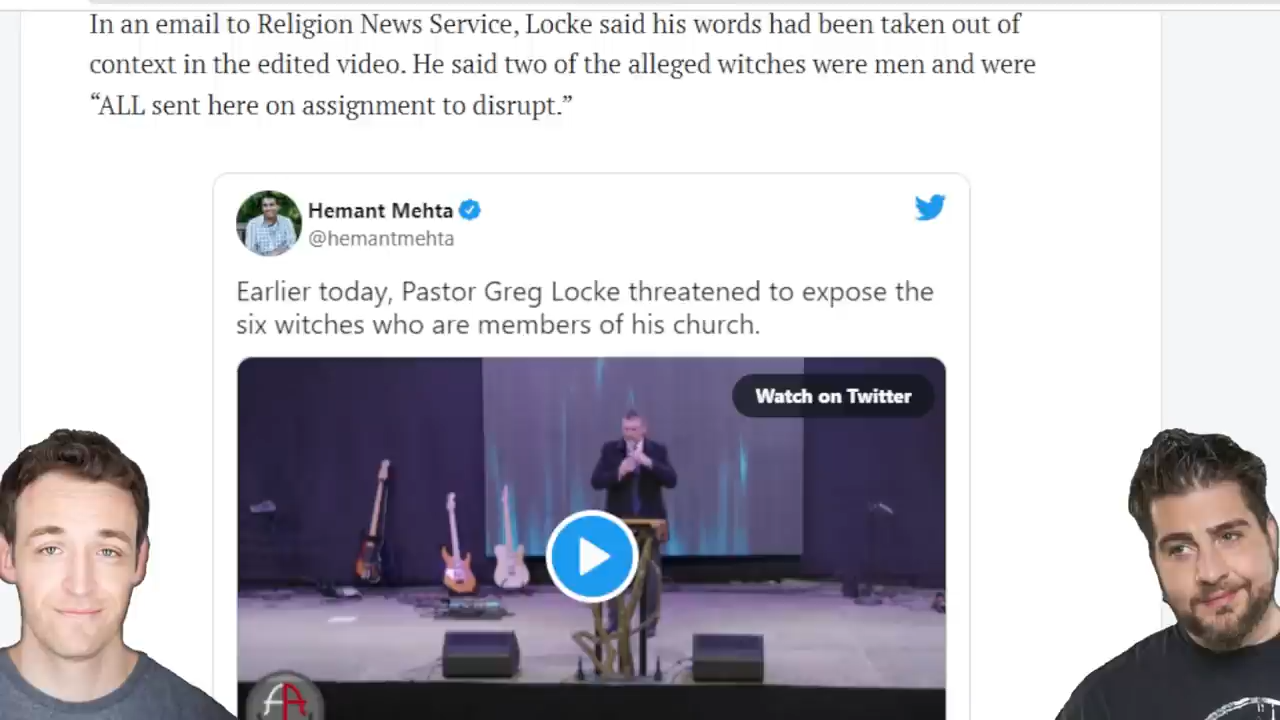 In an email to Religion News Service, Locke said his words had been taken out of
context in the edited video. He said two of the alleged witches were men and were
“ALL sent here on assignment to disrupt.”
Hemant Mehta
@hemantmehta
Earlier today, Pastor Greg Locke threatened to expose the
six witches who are members of his church.
Watch on Twitter